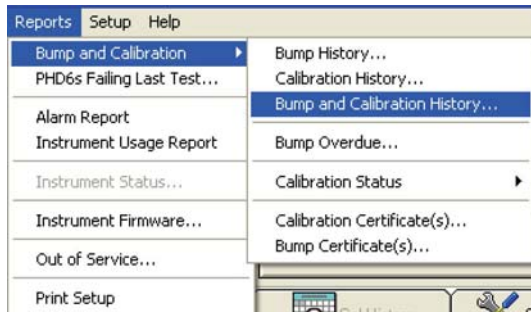 Reports Setup Help
Bump and Calibration
PHD6s Failing Last Test...
Alarm Report
Instrument Usage Report
Instrument Status...
Instrument Firmware...
Out of Service...
Print Setup
Bump History...
Calibration History...
Bump and Calibration History...
Bump Overdue...
Calibration Status
Calibration Certificate(s)...
Bump Certificate(s)...